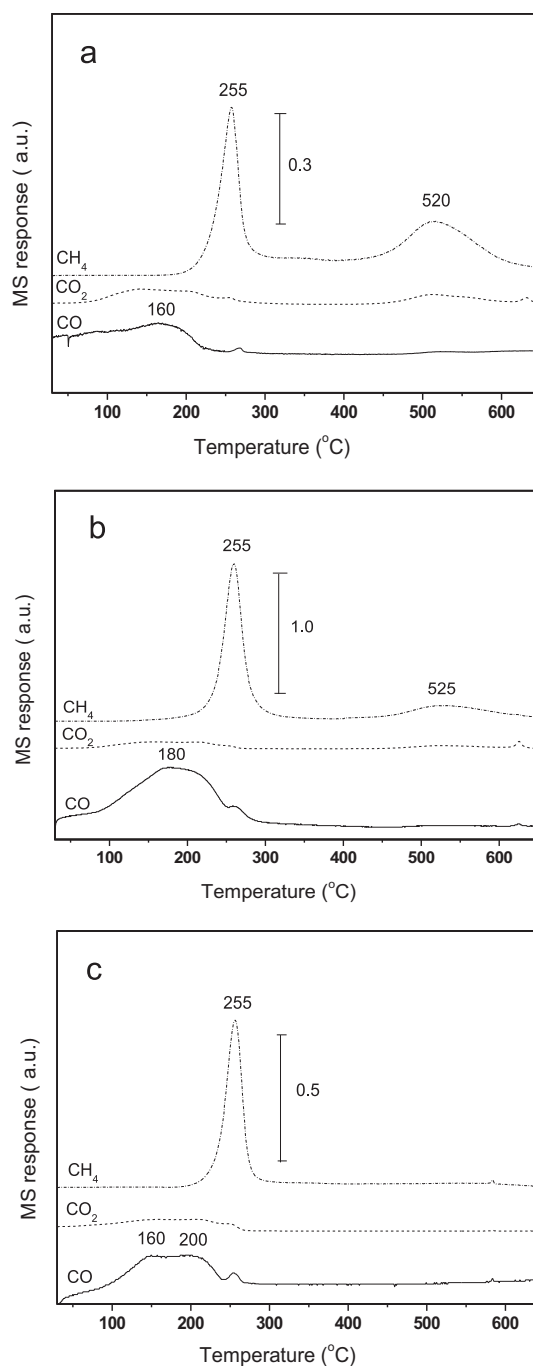 a
255
0.3
520
CH₄
CO₂
CO
160
MS response ( a.u.)
100 200 300 400 500 600
Temperature (°C)
b
255
1.0
525
CH₄
CO₂
180
CO
MS response ( a.u.)
100 200 300 400 500 600
Temperature (°C)
c
255
0.5
CH₄
CO₂
160 200
CO
MS response ( a.u.)
100 200 300 400 500 600
Temperature (°C)